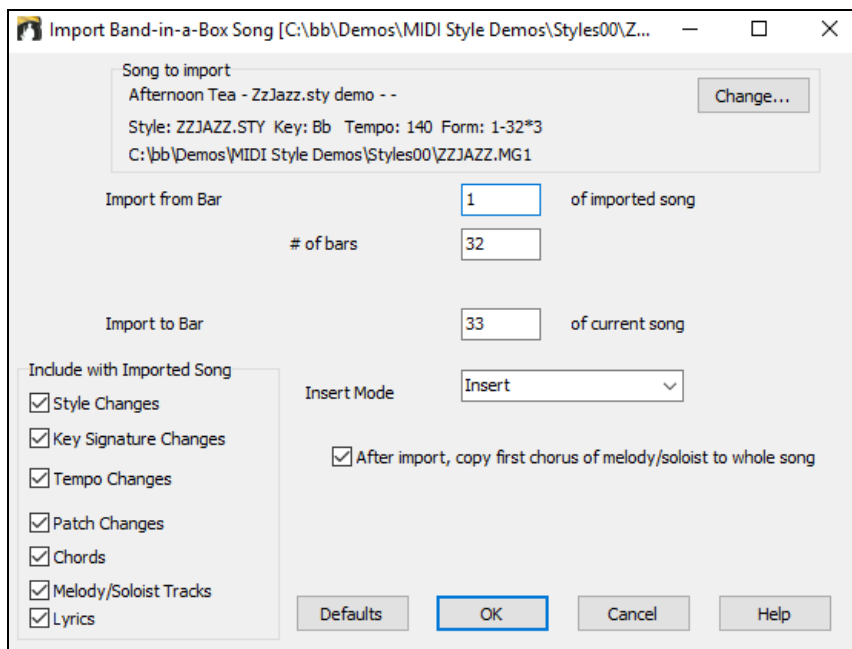 Import Band-in-a-Box Song [C:\bb\Demos\MIDI Style Demos\Styles00\Z...
Song to import
Afternoon Tea - ZzJazz.sty demo - -
Change...
Style: ZZJAZZ.STY Key: Bb Tempo: 140 Form: 1-32*3
C:\bb\Demos\MIDI Style Demos\Styles00\ZZJAZZ.MG1
Import from Bar 1 of imported song
# of bars 32
Import to Bar 33 of current song
Include with Imported Song
Insert Mode Insert
Style Changes
Key Signature Changes
After import, copy first chorus of melody/soloist to whole song
Tempo Changes
Patch Changes
Chords
Melody/Soloist Tracks
Lyrics
Defaults OK Cancel Help